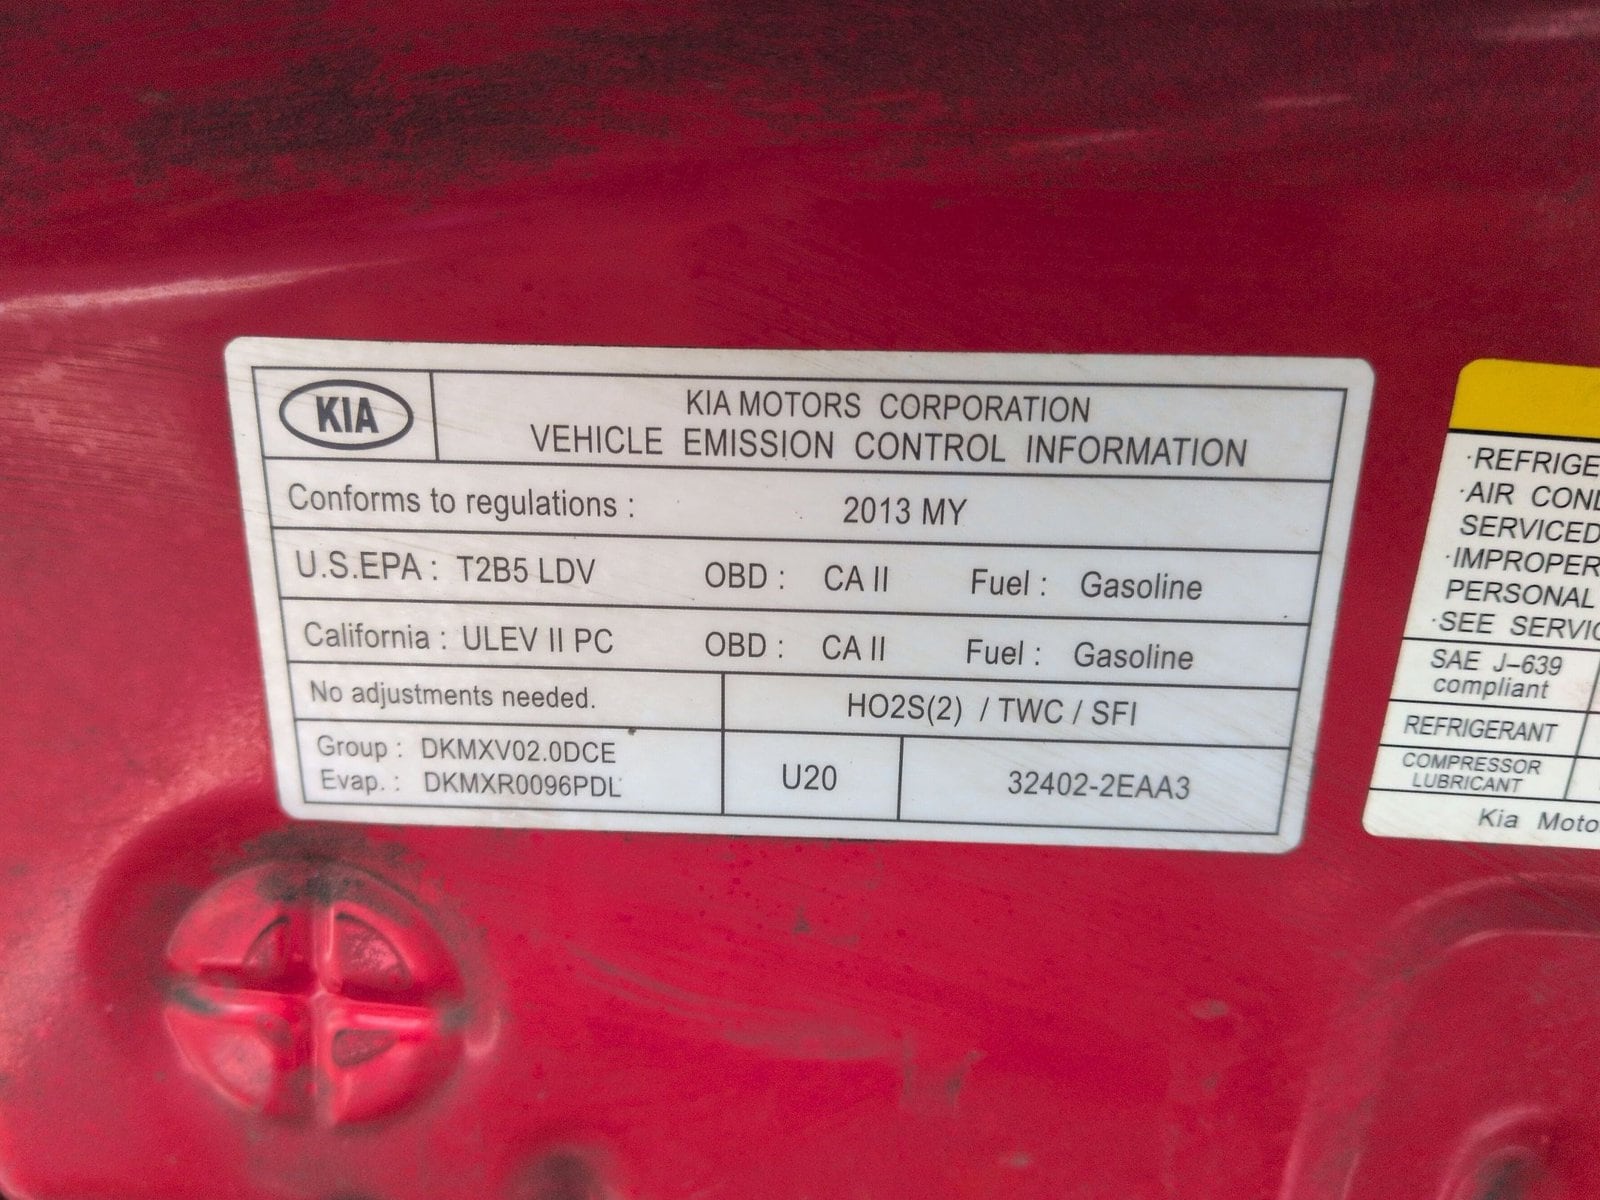 KIA
KIA MOTORS CORPORATION
VEHICLE EMISSION CONTROL INFORMATION
Conforms to regulations : 2013 MY
U.S.EPA : T2B5 LDV OBD : CA II Fuel : Gasoline
California : ULEV II PC OBD : CA II Fuel : Gasoline
No adjustments needed. HO2S(2) / TWC / SFI
Group : DKMXV02.0DCE
Evap. : DKMXR0096PDL
U20
32402-2EAA3
·REFRIGE
·AIR COND
SERVICED
·IMPROPER
PERSONAL
·SEE SERVIC
SAE J-639
compliant
REFRIGERANT
COMPRESSOR
LUBRICANT
Kia Moto